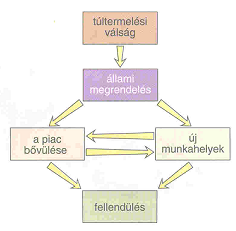 túltermelési
válság
állami
megrendelés
a piac
bővülése
új
munkahelyek
fellendülés